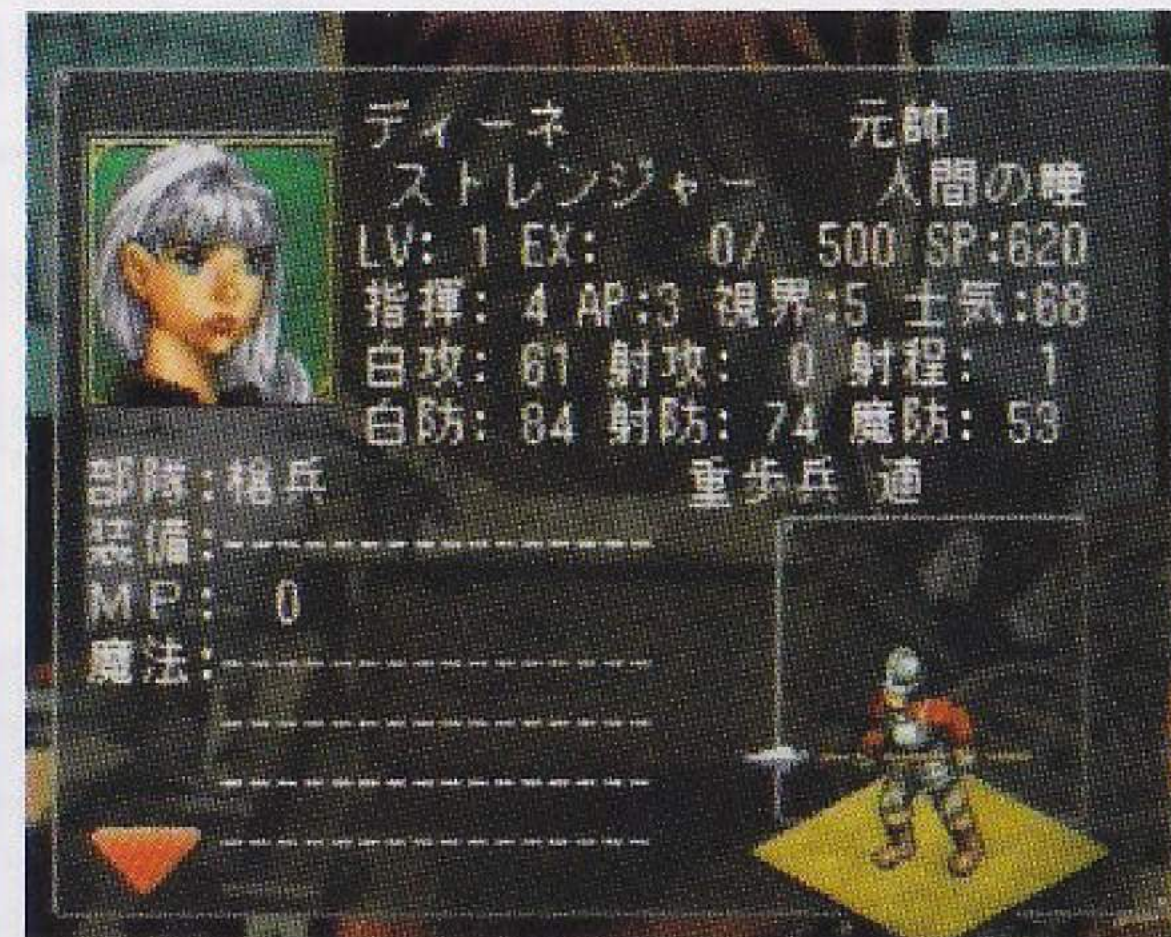 ディーネ 元帥
ストレンジャー 人間の瞳
LV: 1 EX: 0/ 500 SP:620
指揮: 4 AP:3 視界:5 士気:68
白攻: 61 射攻: 0 射程: 1
白防: 84 射防: 74 魔防: 53
部隊:槍兵 重歩兵
装備:----------------
MP: 0
魔法:----------------
----------------
----------------
----------------